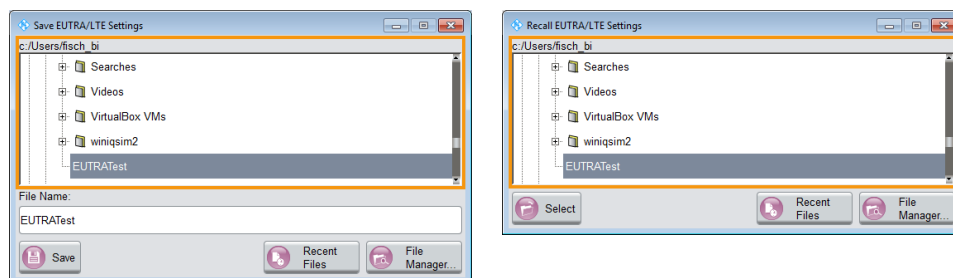 Save EUTRA/LTE Settings
c:/Users/fisch_bi
Searches
Videos
VirtualBox VMs
winiqsim2
EUTRATest
File Name:
EUTRATest
Save
Recent
Files
File
Manager...
Recall EUTRA/LTE Settings
c:/Users/fisch_bi
Searches
Videos
VirtualBox VMs
winiqsim2
EUTRATest
Select
Recent
Files
File
Manager...